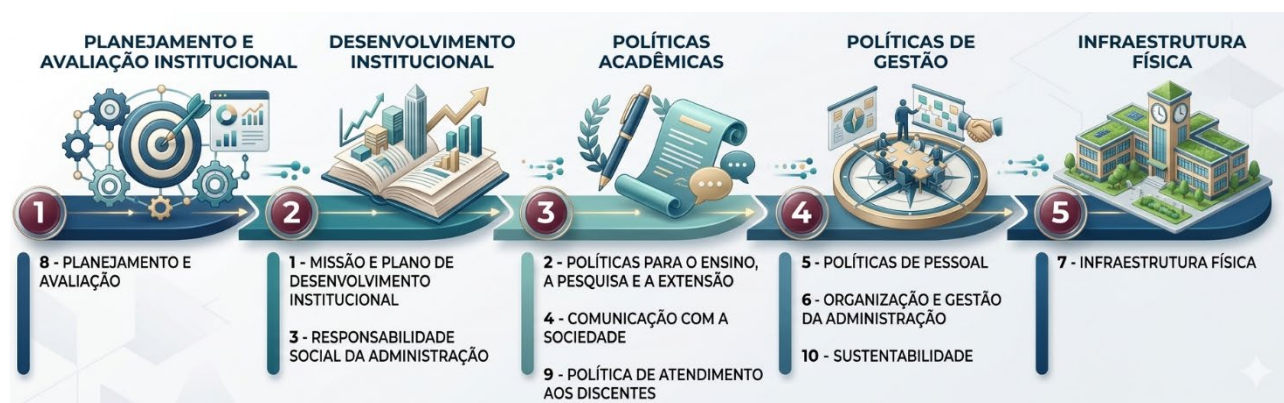 PLANEJAMENTO E
AVALIAÇÃO INSTITUCIONAL
DESENVOLVIMENTO
INSTITUCIONAL
POLÍTICAS
ACADÊMICAS
POLÍTICAS DE
GESTÃO
INFRAESTRUTURA
FÍSICA
1
2
3
4
5
8 - PLANEJAMENTO E
AVALIAÇÃO
1 - MISSÃO E PLANO DE
DESENVOLVIMENTO
INSTITUCIONAL
3 - RESPONSABILIDADE
SOCIAL DA ADMINISTRAÇÃO
2 - POLÍTICAS PARA O ENSINO,
A PESQUISA E A EXTENSÃO
4 - COMUNICAÇÃO COM A
SOCIEDADE
9 - POLÍTICA DE ATENDIMENTO
AOS DISCENTES
5 - POLÍTICAS DE PESSOAL
6 - ORGANIZAÇÃO E GESTÃO
DA ADMINISTRAÇÃO
10 - SUSTENTABILIDADE
7 - INFRAESTRUTURA FÍSICA